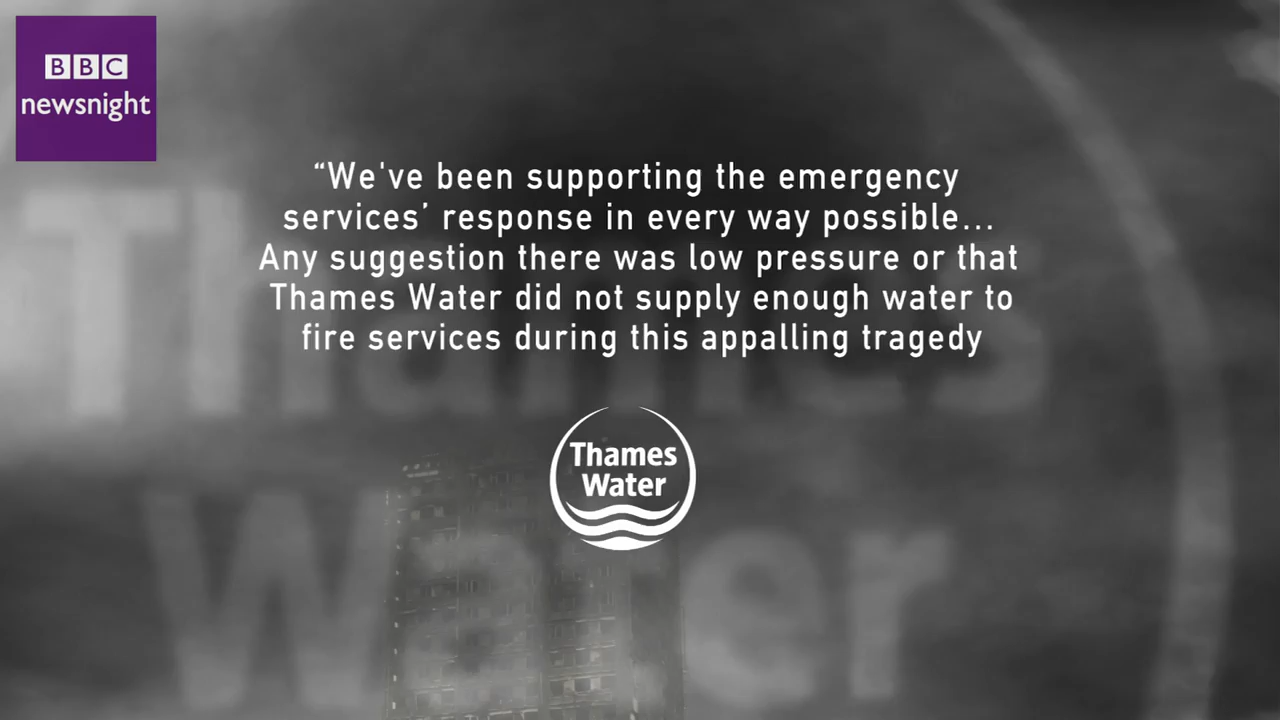 BBC
newsnight
“We've been supporting the emergency
services’ response in every way possible...
Any suggestion there was low pressure or that
Thames Water did not supply enough water to
fire services during this appalling tragedy
Thames
Water
Thames
Water